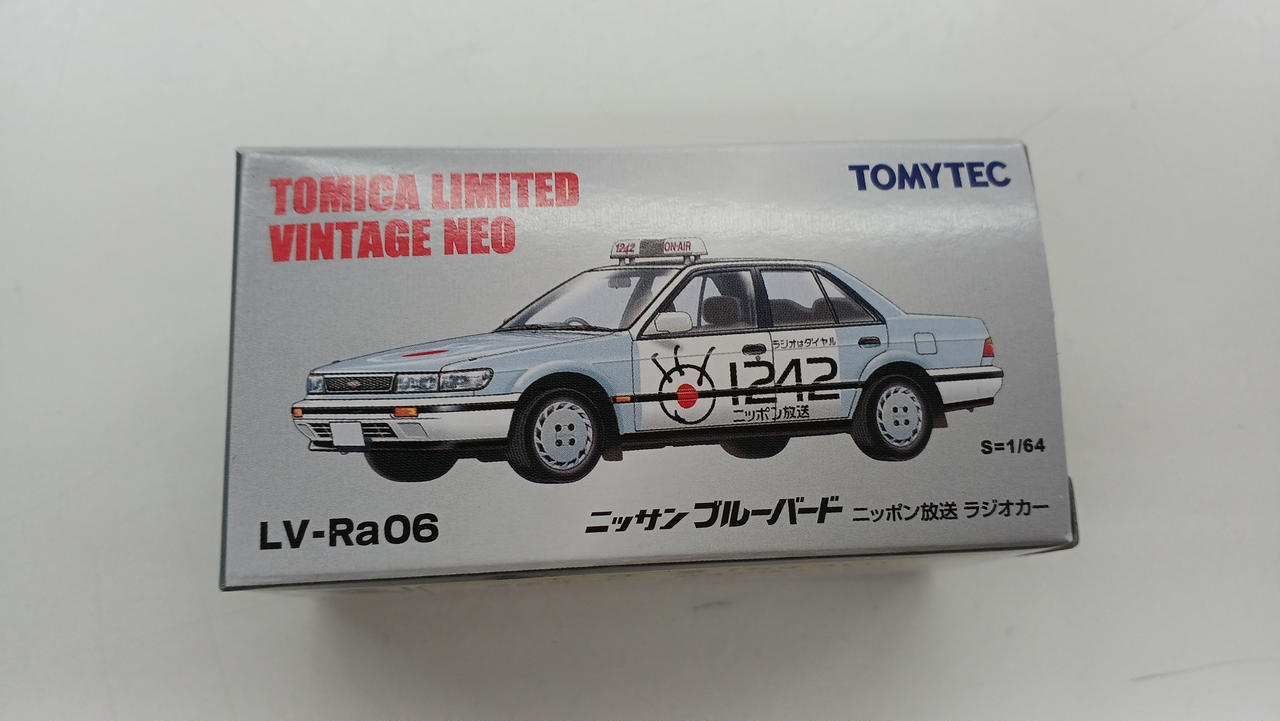 TOMICA LIMITED
VINTAGE NEO
TOMYTEC
1242 ON-AIR
ラジオはダイヤル
1242
ニッポン放送
S=1/64
LV-Ra06
ニッサン ブルーバード ニッポン放送 ラジオカー